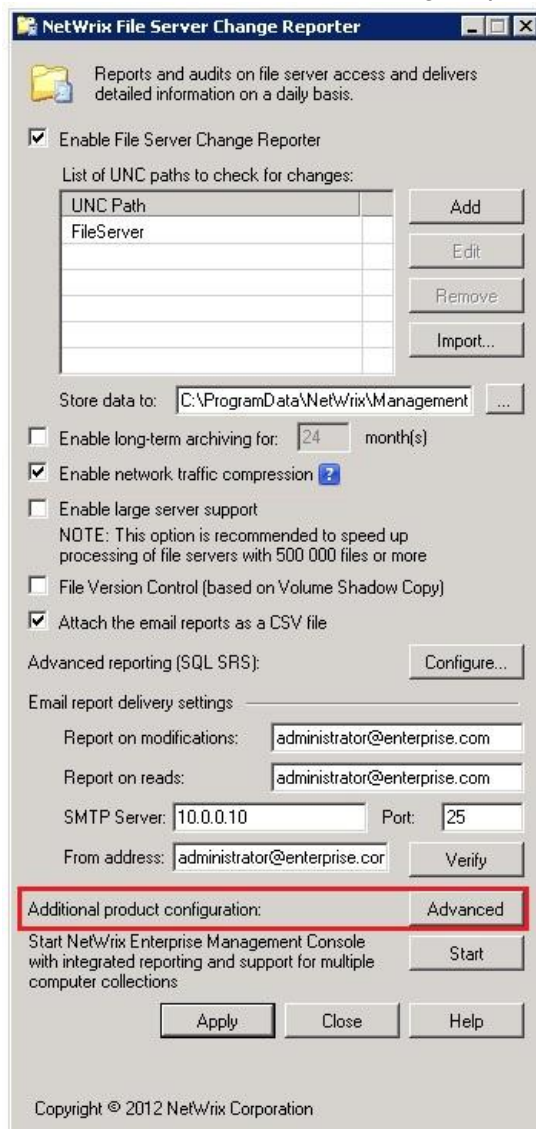 NetWrix File Server Change Reporter
Reports and audits on file server access and delivers
detailed information on a daily basis.
Enable File Server Change Reporter
List of UNC paths to check for changes:
UNC Path
Add
FileServer
Edit
Remove
Import...
Store data to: C:\ProgramData\NetWrix\Management ...
Enable long-term archiving for: 24 month(s)
Enable network traffic compression ?
Enable large server support
NOTE: This option is recommended to speed up
processing of file servers with 500 000 files or more
File Version Control (based on Volume Shadow Copy)
Attach the email reports as a CSV file
Advanced reporting (SQL SRS): Configure...
Email report delivery settings
Report on modifications: administrator@enterprise.com
Report on reads: administrator@enterprise.com
SMTP Server: 10.0.0.10 Port: 25
From address: administrator@enterprise.cor Verify
Additional product configuration: Advanced
Start NetWrix Enterprise Management Console
with integrated reporting and support for multiple
computer collections
Start
Apply Close Help
Copyright © 2012 NetWrix Corporation